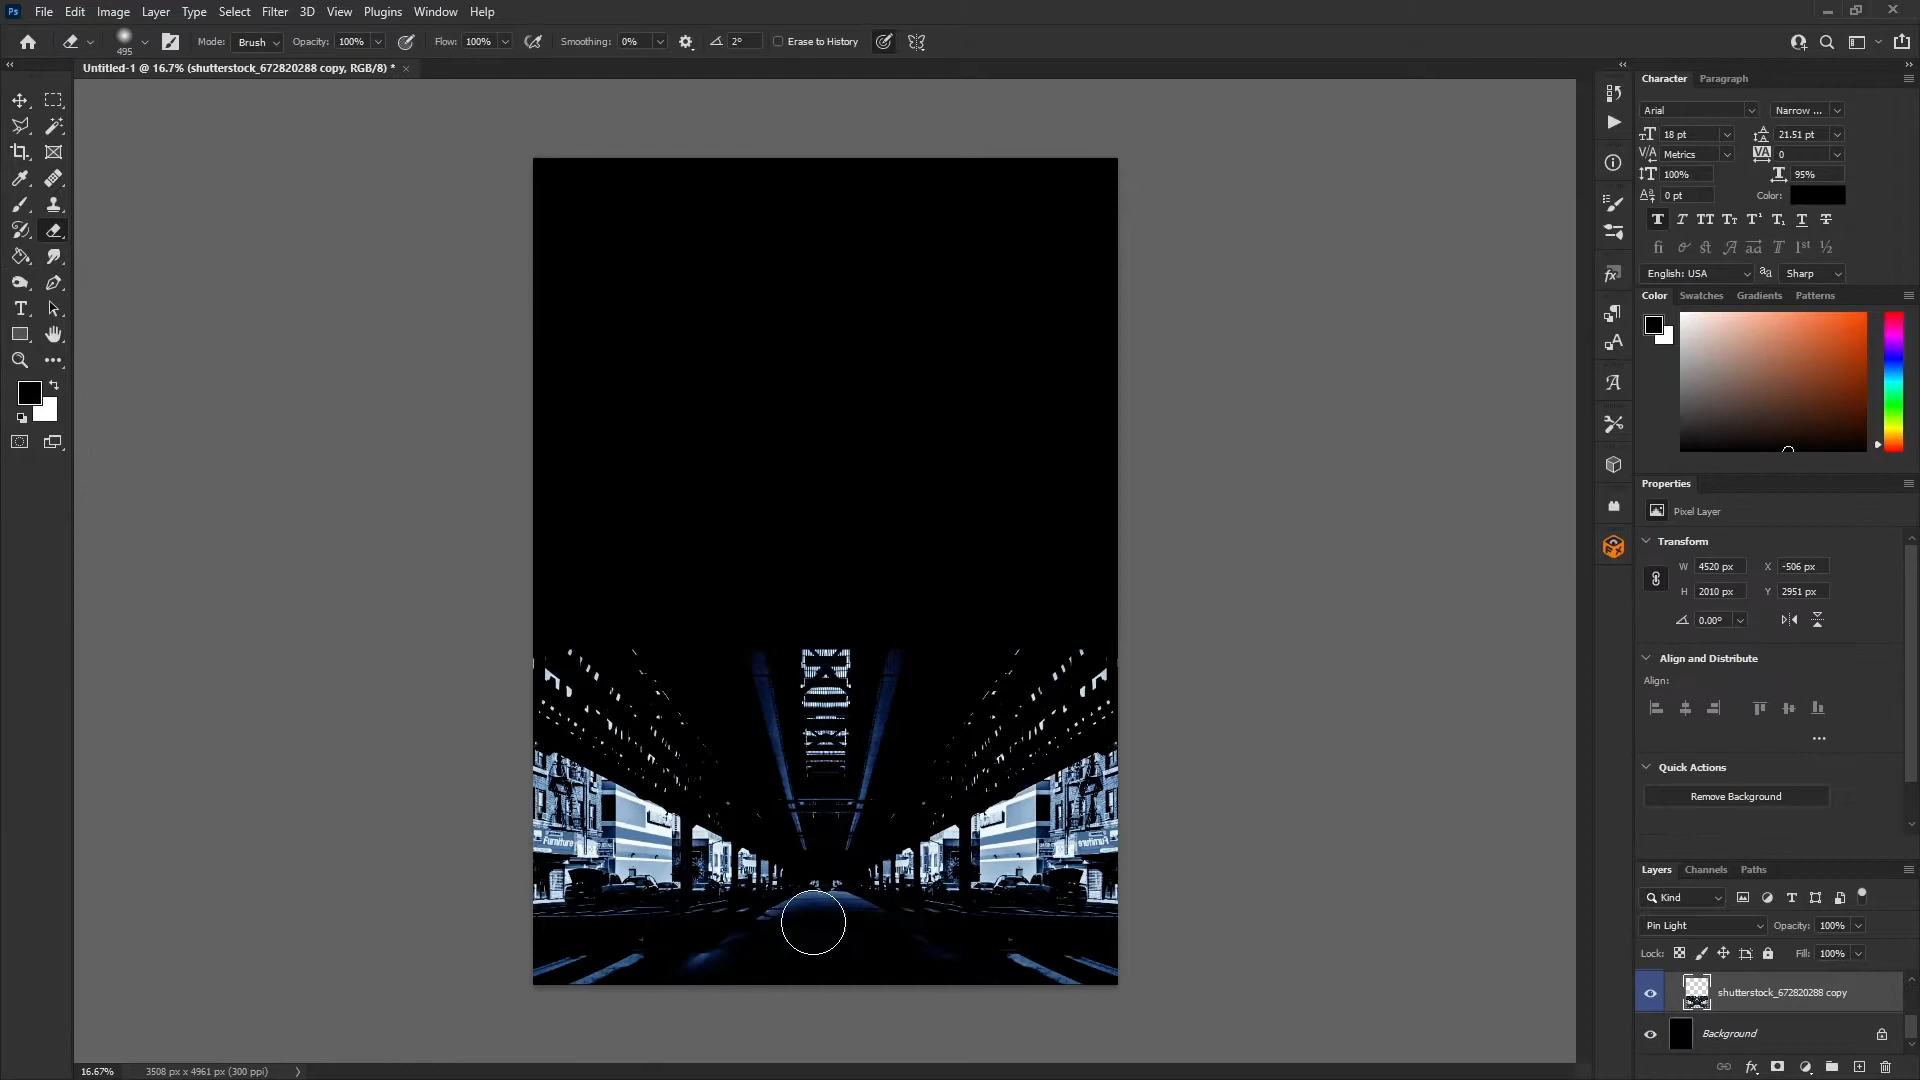 Ps File Edit Image Layer Type Select Filter 3D View Plugins Window Help
495 Mode: Brush Opacity: 100% Flow: 100% Smoothing: 0% 2° Erase to History
Untitled-1 @ 16.7% (shutterstock_672820288 copy, RGB/8) * ×
Character Paragraph
Arial Narrow ...
18 pt 21.51 pt
Metrics 0
100% 95%
0 pt Color:
English: USA Sharp
Color Swatches Gradients Patterns
Properties
Pixel Layer
Transform
W 4520 px X -506 px
H 2010 px Y 2951 px
0.00°
Align and Distribute
Align:
Quick Actions
Remove Background
Furniture
Layers Channels Paths
Kind
Pin Light Opacity: 100%
Lock: Fill: 100%
shutterstock_672820288 copy
Background
16.67% 3508 px x 4961 px (300 ppi)